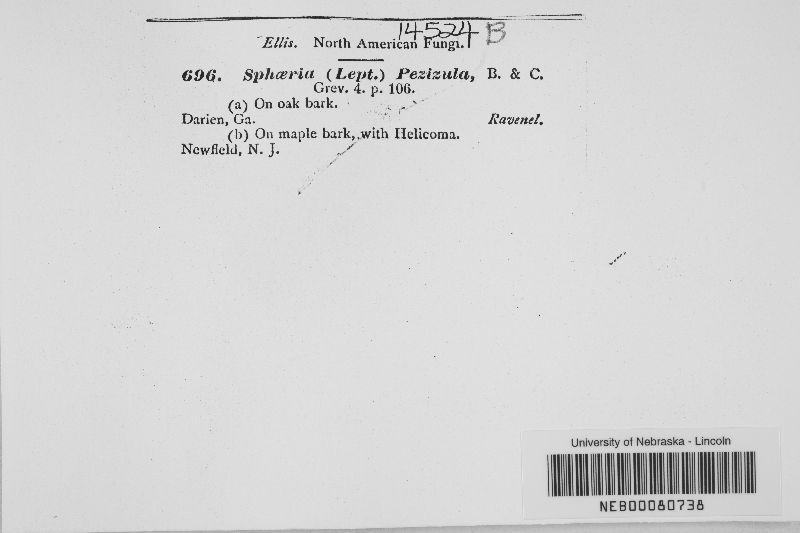 14524 B
Ellis. North American Fungi.
696. Sphæria (Lept.) Pezizula, B. & C.
Grev. 4. p. 106.
(a) On oak bark.
Darien, Ga. Ravenel.
(b) On maple bark, with Helicoma.
Newfield, N. J.
University of Nebraska - Lincoln
NEB00080738